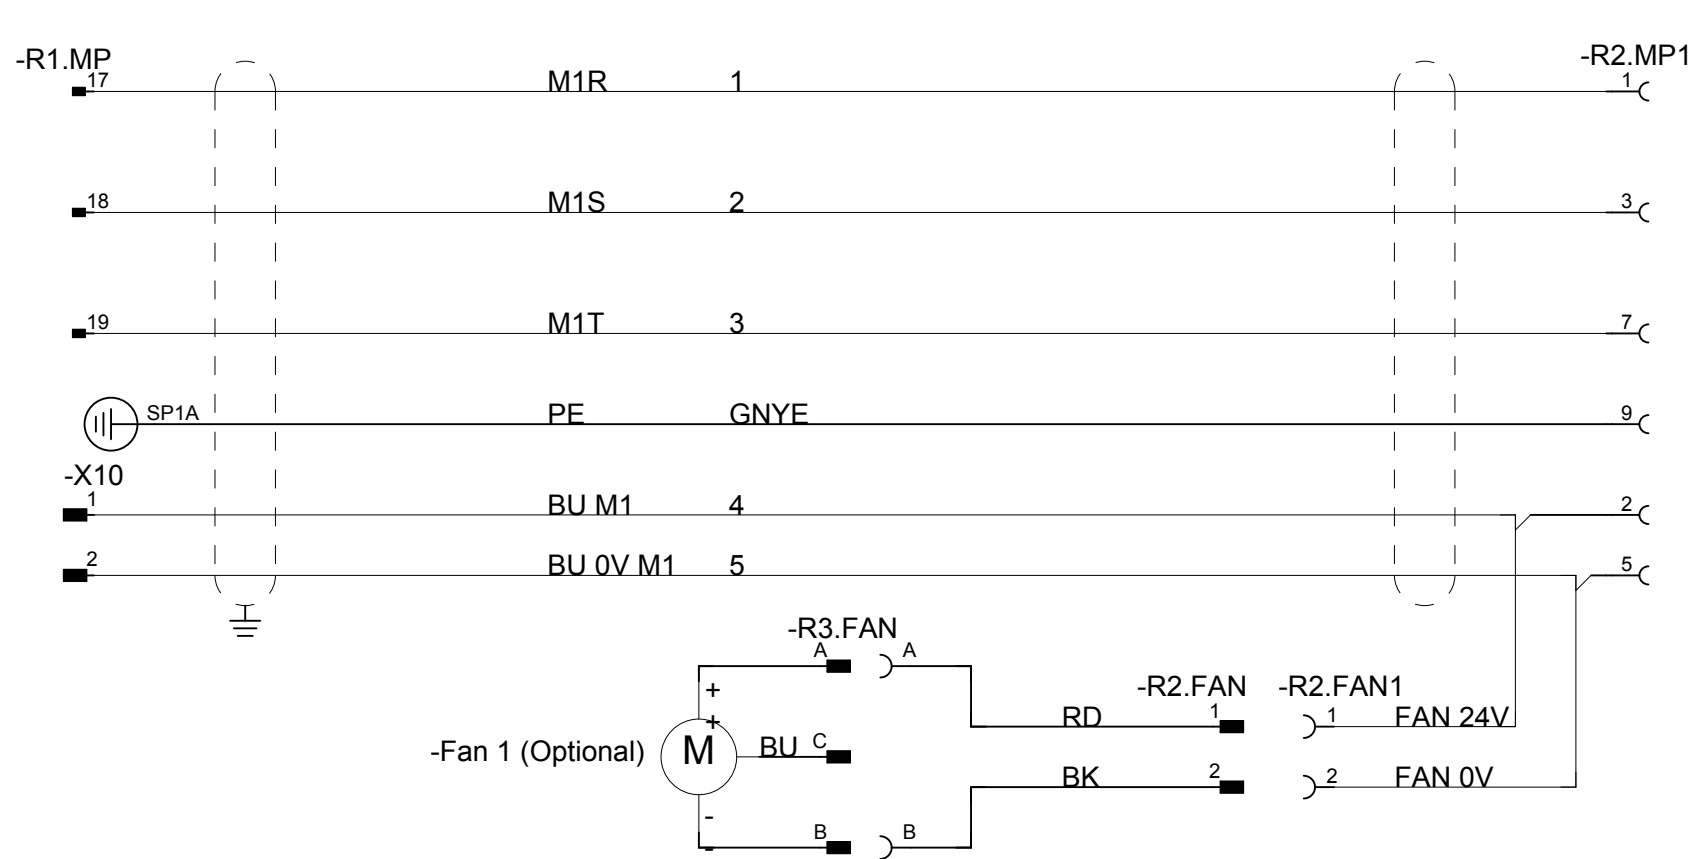 -R1.MP -R2.MP1
17 M1R 1 1
18 M1S 2 3
19 M1T 3 7
SP1A PE GNYE 9
-X10
1 BU M1 4 2
2 BU 0V M1 5 5
-R3.FAN
A A
-R2.FAN -R2.FAN1
+
+ RD 1 1 FAN 24V
-Fan 1 (Optional) M BU C
BK 2 2 FAN 0V
-
- B B